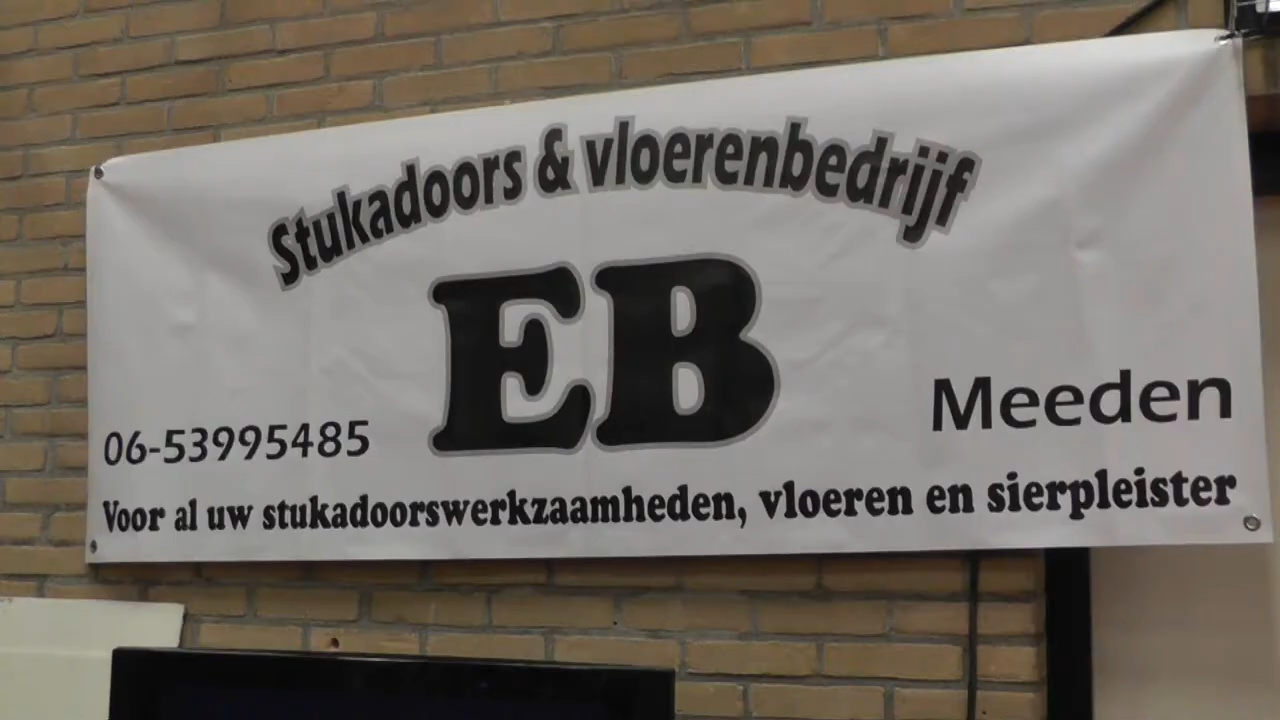 Stukadoors & vloerenbedrijf
EB
06-53995485
Meeden
Voor al uw stukadoorswerkzaamheden, vloeren en sierpleister